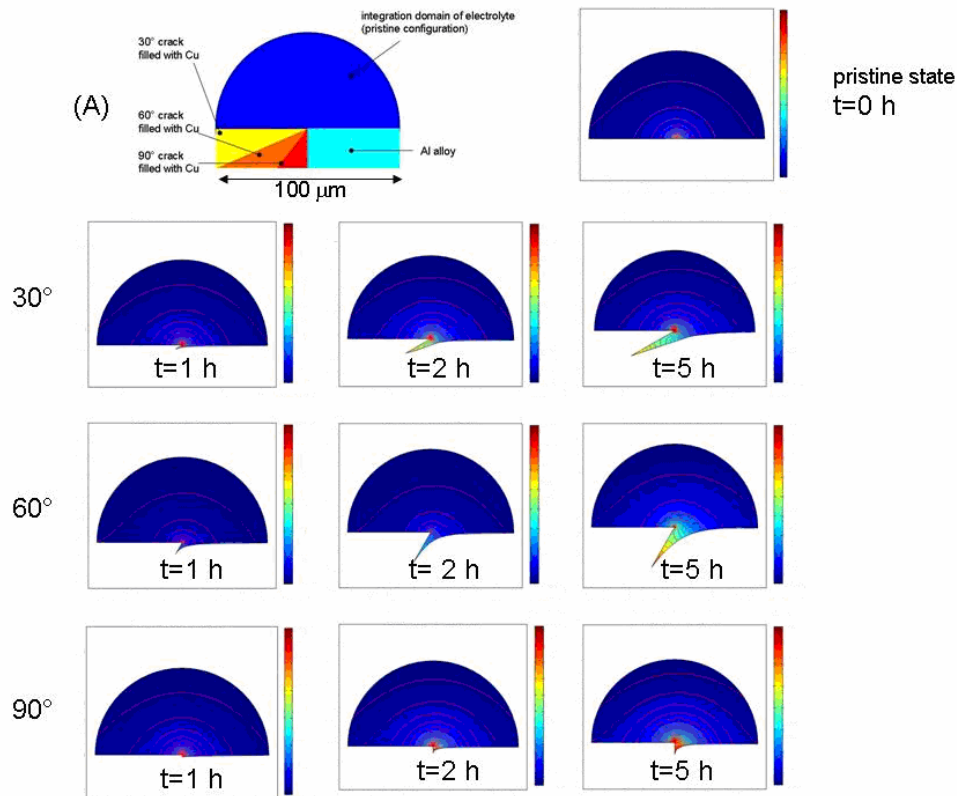 integration domain of electrolyte
(pristine configuration)
30° crack
filled with Cu
(A)
60° crack
filled with Cu
90° crack
filled with Cu
Al alloy
100 μm
pristine state
t=0 h
30°
t=1 h
t=2 h
t=5 h
60°
t=1 h
t= 2 h
t=5 h
90°
t=1 h
t=2 h
t=5 h